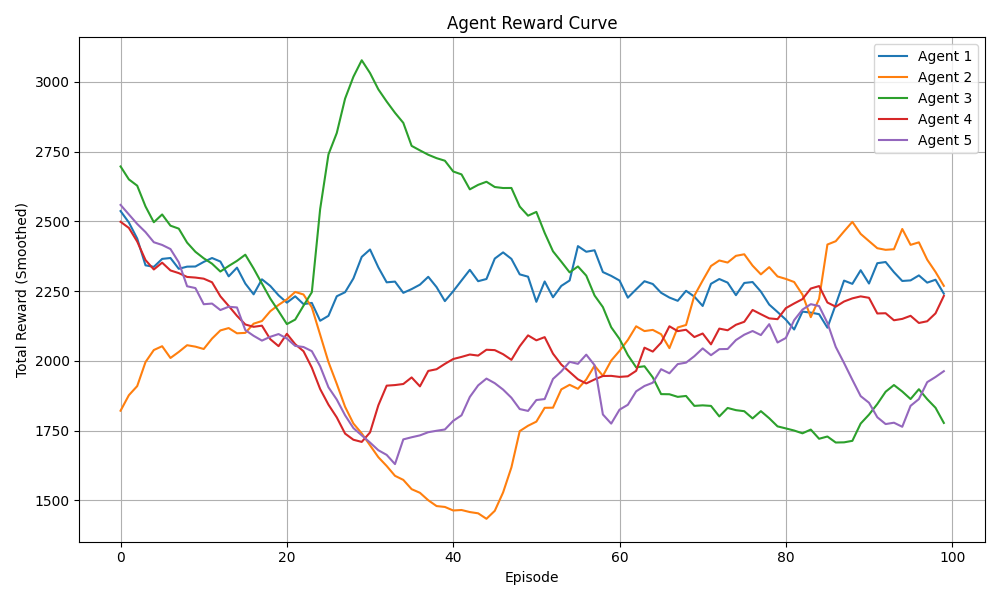 Agent Reward Curve
Total Reward (Smoothed)
3000
2750
2500
2250
2000
1750
1500
0 20 40 60 80 100
Episode
Agent 1
Agent 2
Agent 3
Agent 4
Agent 5